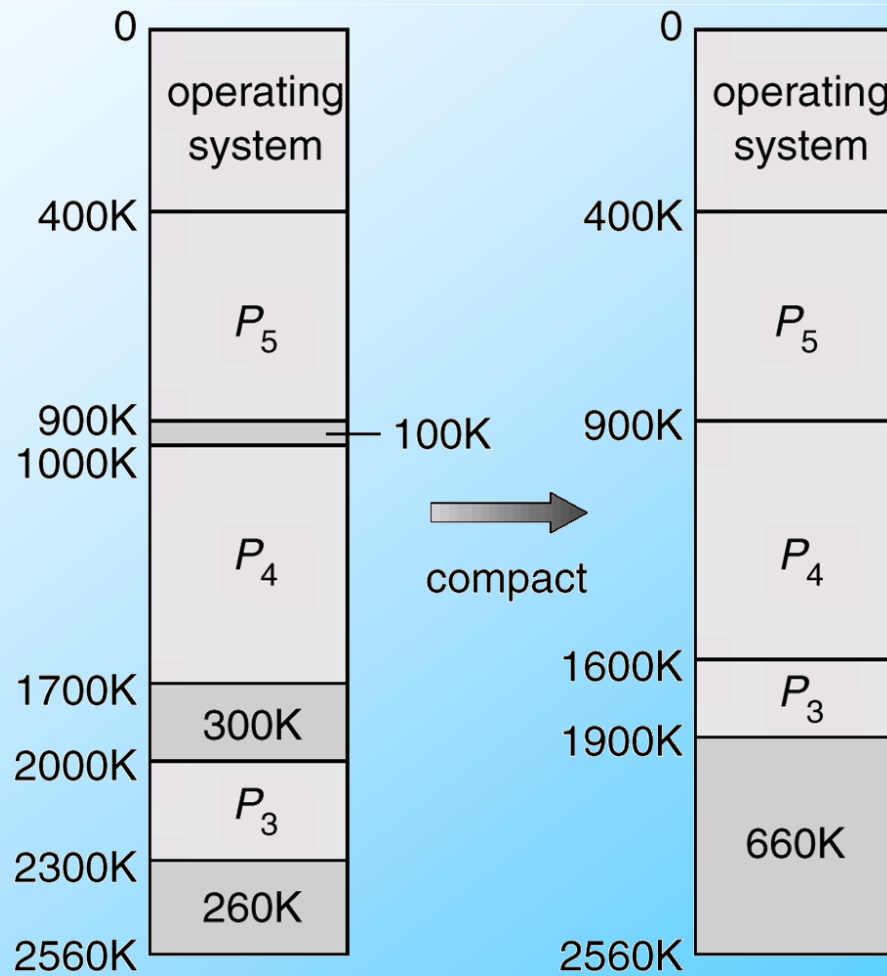 0
operating
system
400K
P5
900K
100K
1000K
P4
1700K
300K
2000K
P3
2300K
260K
2560K
compact
0
operating
system
400K
P5
900K
P4
1600K
P3
1900K
660K
2560K